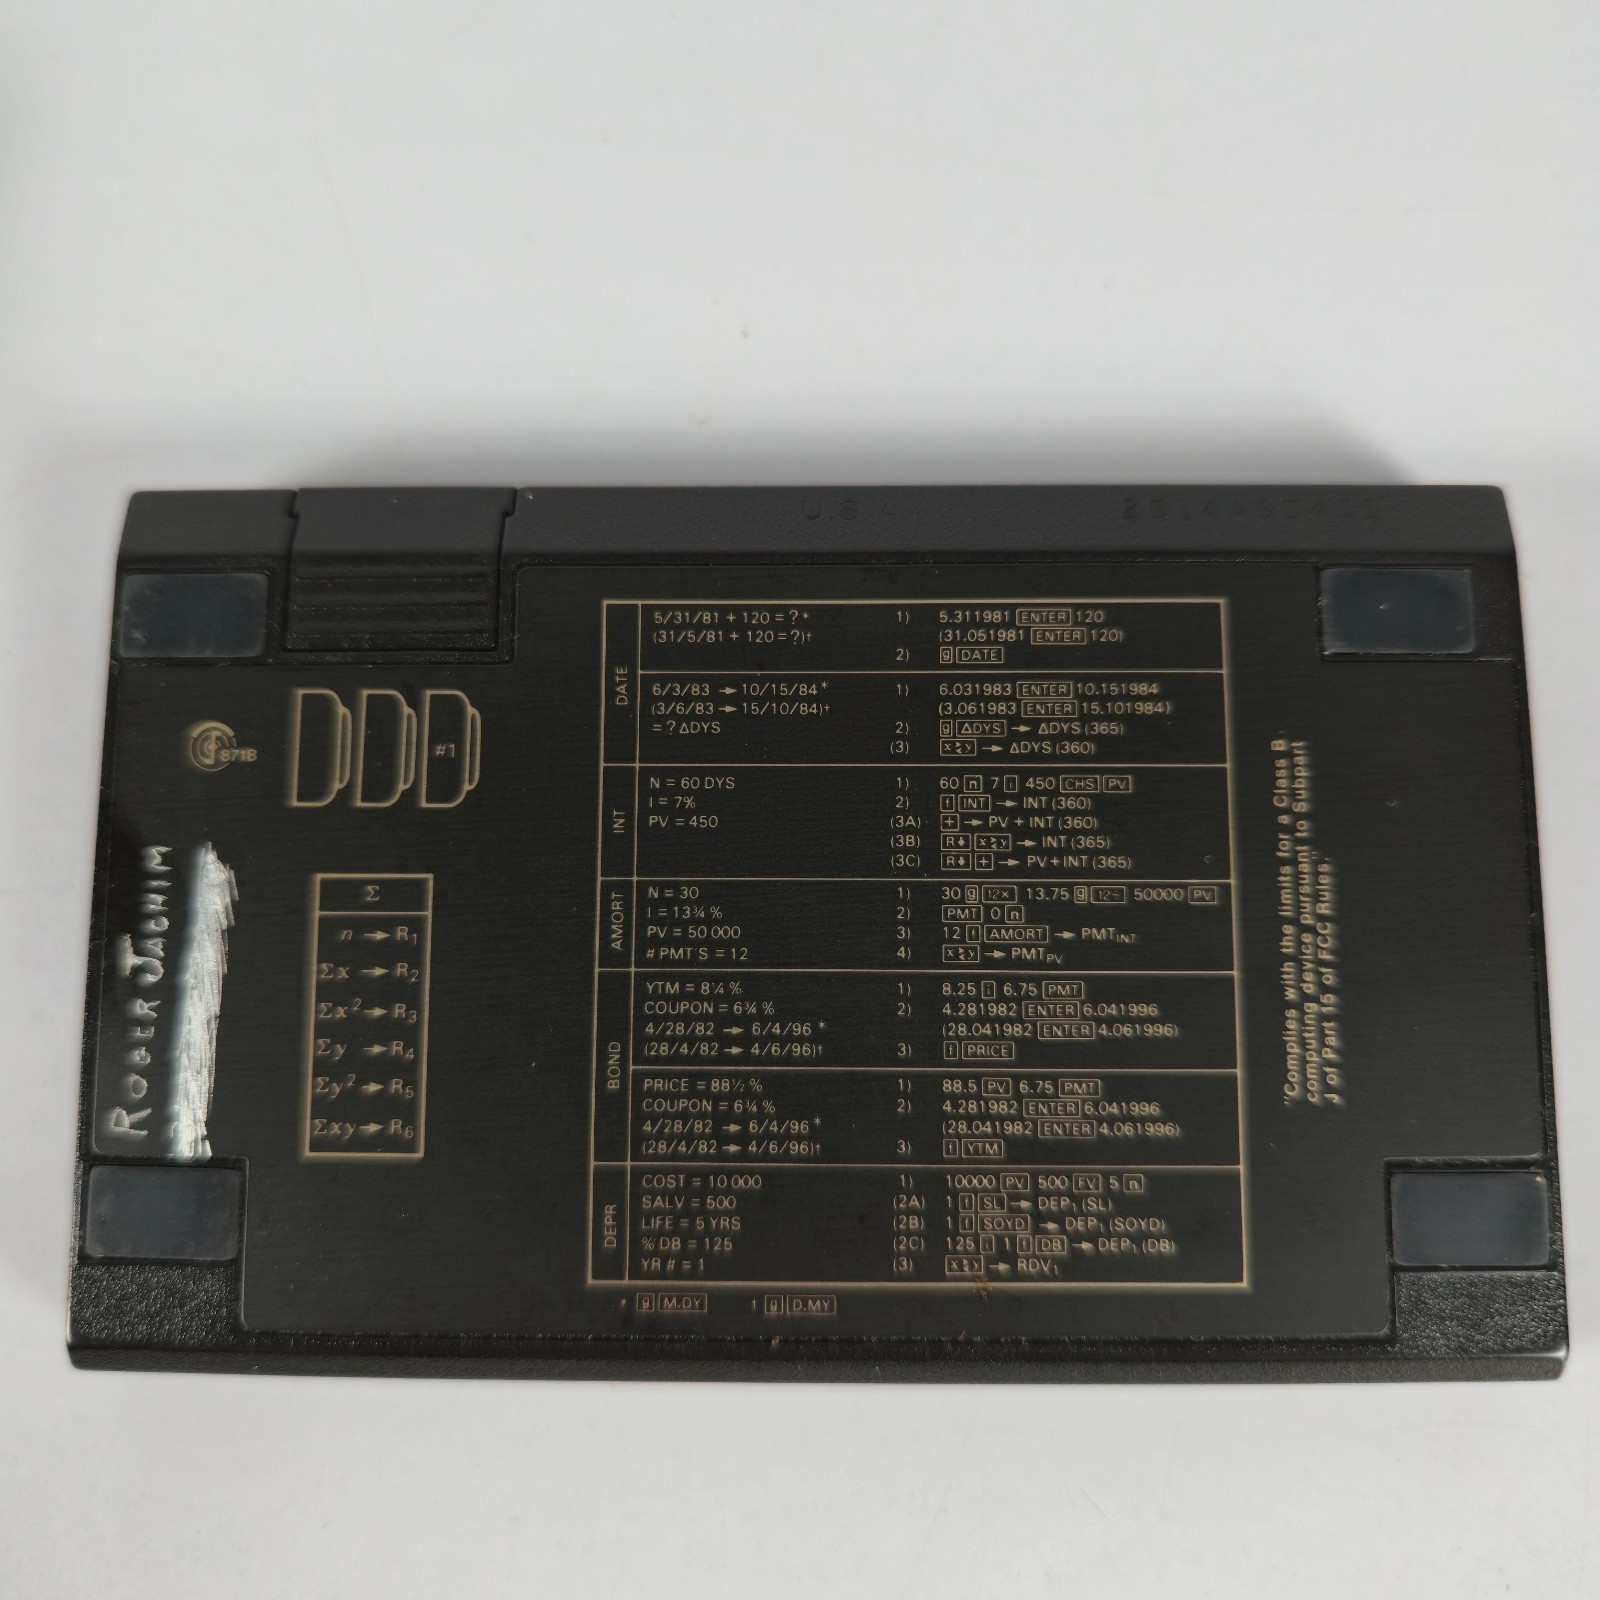 U.S
871B
#1
ROGER JACHIM
Σ
n → R₁
Σx → R₂
Σx² → R₃
Σy → R₄
Σy² → R₅
Σxy → R₆
DATE
5/31/81 + 120 = ?* 1) 5.311981 ENTER 120
(31/5/81 + 120 = ?)† (31.051981 ENTER 120)
2) g DATE
6/3/83 → 10/15/84* 1) 6.031983 ENTER 10.151984
(3/6/83 → 15/10/84)† (3.061983 ENTER 15.101984)
= ? ΔDYS 2) g ΔDYS → ΔDYS (365)
(3) x≷y → ΔDYS (360)
INT
N = 60 DYS 1) 60 n 7 i 450 CHS PV
I = 7% 2) f INT → INT (360)
PV = 450 (3A) + → PV + INT (360)
(3B) R↓ x≷y → INT (365)
(3C) R↓ + → PV + INT (365)
AMORT
N = 30 1) 30 g 12× 13.75 g 12÷ 50000 PV
I = 13¾ % 2) PMT 0 n
PV = 50 000 3) 12 f AMORT → PMT INT
# PMT'S = 12 4) x≷y → PMT PV
BOND
YTM = 8¼ % 1) 8.25 i 6.75 PMT
COUPON = 6¾ % 2) 4.281982 ENTER 6.041996
4/28/82 → 6/4/96 * (28.041982 ENTER 4.061996)
(28/4/82 → 4/6/96)† 3) f PRICE
PRICE = 88½ % 1) 88.5 PV 6.75 PMT
COUPON = 6¾ % 2) 4.281982 ENTER 6.041996
4/28/82 → 6/4/96 * (28.041982 ENTER 4.061996)
(28/4/82 → 4/6/96)† 3) f YTM
DEPR
COST = 10 000 1) 10000 PV 500 FV 5 n
SALV = 500 (2A) 1 f SL → DEP₁ (SL)
LIFE = 5 YRS (2B) 1 f SOYD → DEP₁ (SOYD)
% DB = 125 (2C) 125 i 1 f DB → DEP₁ (DB)
YR # = 1 (3) x≷y → RDV₁
* g M.DY † g D.MY
"Complies with the limits for a Class B
computing device pursuant to Subpart
J of Part 15 of FCC Rules."